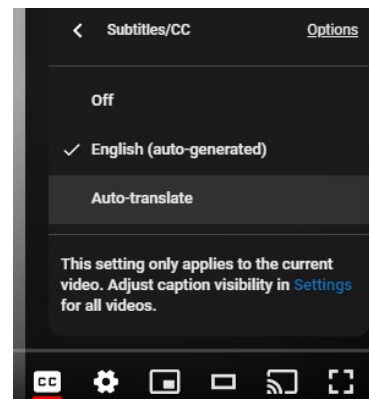 Subtitles/CC Options
Off
English (auto-generated)
Auto-translate
This setting only applies to the current
video. Adjust caption visibility in Settings
for all videos.
CC